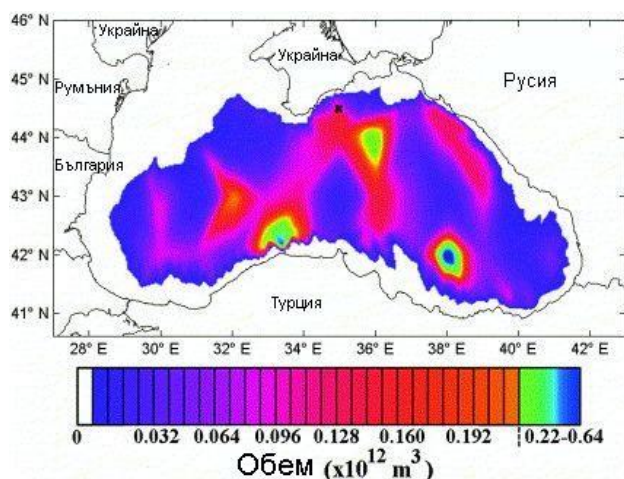 46° N
45° N
44° N
43° N
42° N
41° N
Украйна
Украйна
Румъния
Русия
България
Турция
28° E 30° E 32° E 34° E 36° E 38° E 40° E 42° E
0 0.032 0.064 0.096 0.128 0.160 0.192 0.22-0.64
Обем (x10¹² m³)